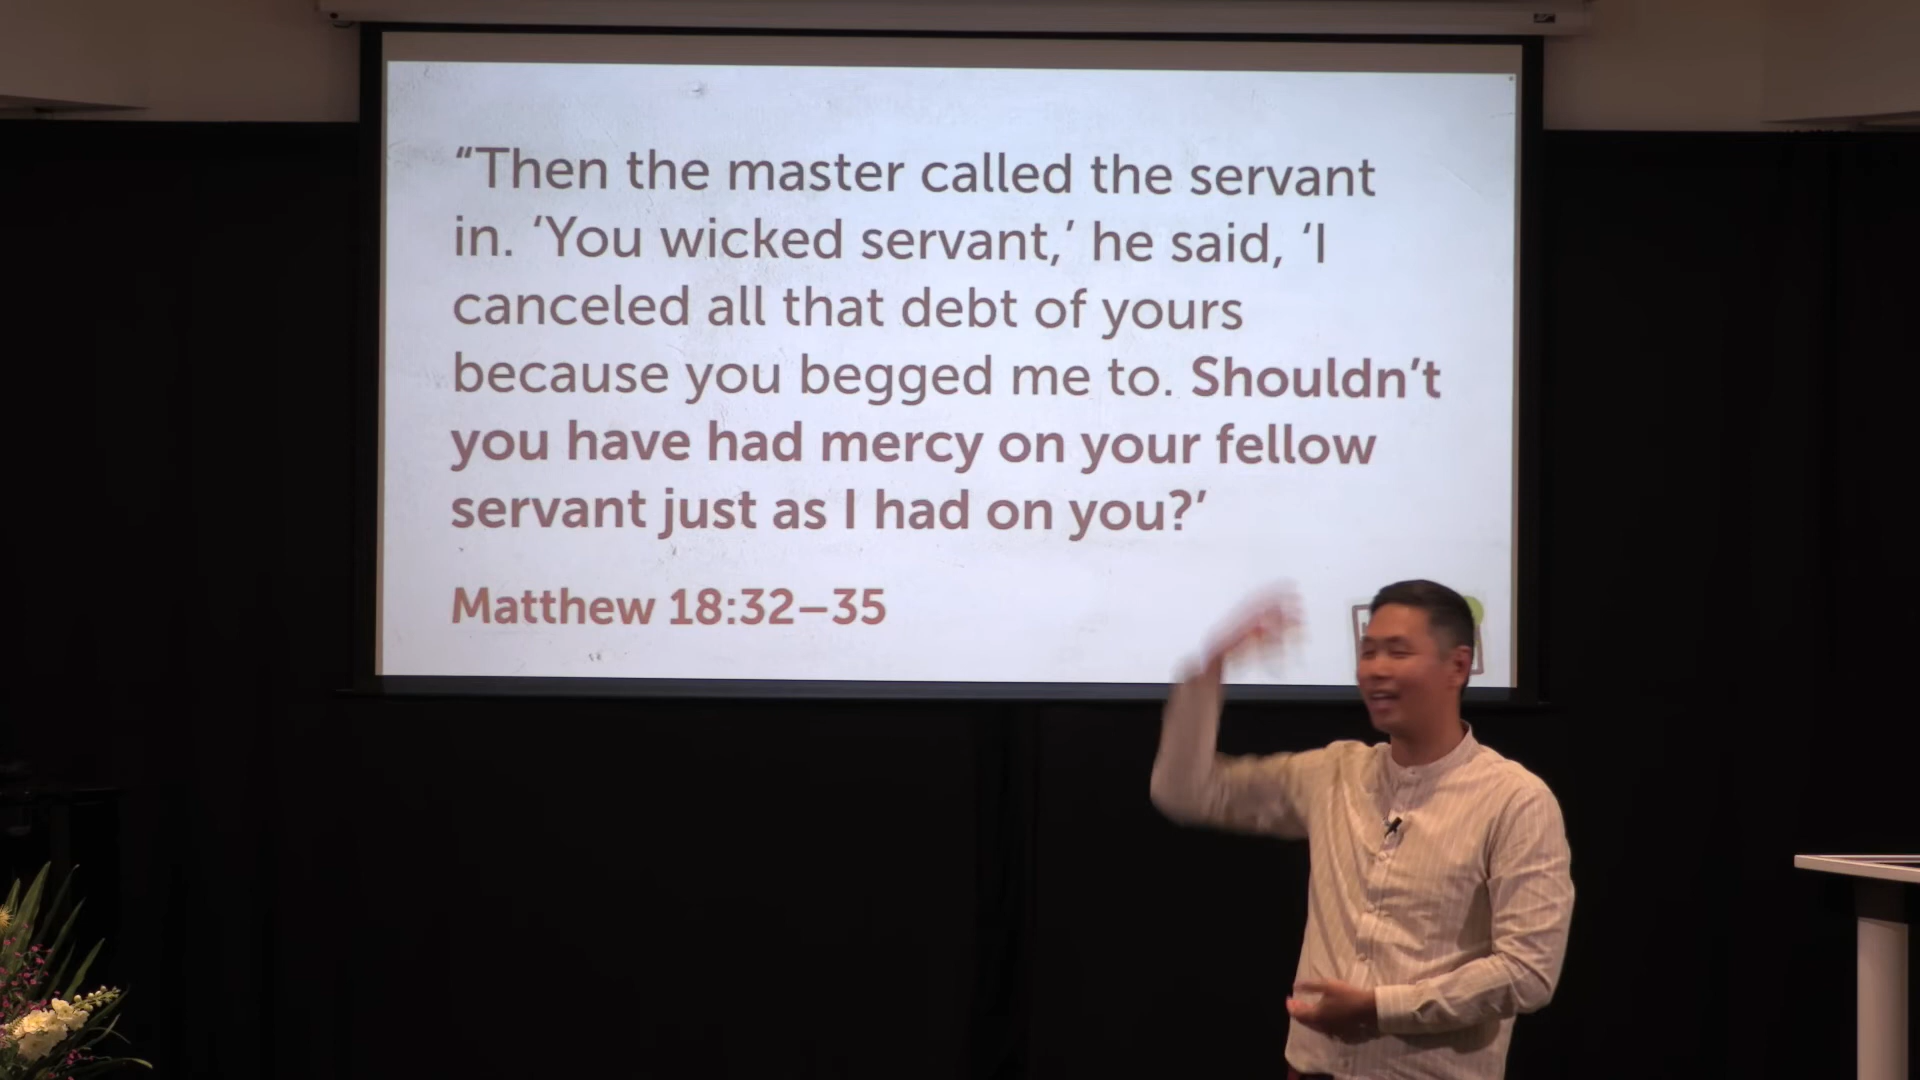 “Then the master called the servant
in. ‘You wicked servant,’ he said, ‘I
canceled all that debt of yours
because you begged me to. Shouldn’t
you have had mercy on your fellow
servant just as I had on you?’
Matthew 18:32–35